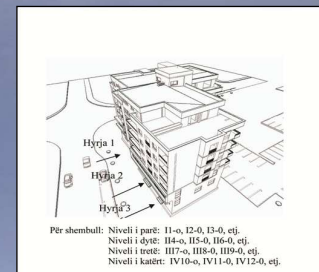 Hyrja 1
Hyrja 2
Hyrja 3
Për shembull: Niveli i parë: I1-o, I2-0, I3-0, etj.
Niveli i dytë: II4-o, II5-0, II6-0, etj.
Niveli i tretë: III7-o, III8-0, III9-0, etj.
Niveli i katërt: IV10-o, IV11-0, IV12-0, etj.